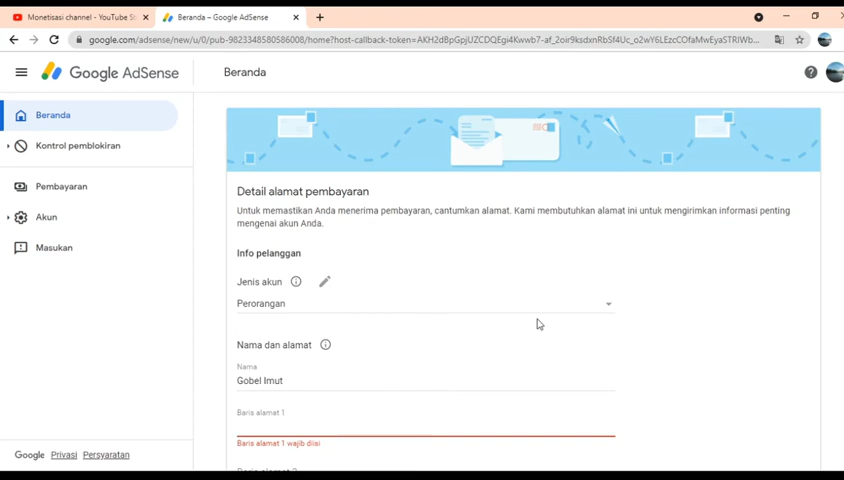 Monetisasi channel - YouTube St
Beranda – Google AdSense
google.com/adsense/new/u/0/pub-9823348580586008/home?host-callback-token=
Google AdSense
Beranda
Beranda
Kontrol pemblokiran
Pembayaran
Akun
Masukan
Detail alamat pembayaran
Untuk memastikan Anda menerima pembayaran, cantumkan alamat. Kami membutuhkan alamat ini untuk mengirimkan informasi penting
mengenai akun Anda.
Info pelanggan
Jenis akun
Perorangan
Nama dan alamat
Nama
Gobel Imut
Baris alamat 1
Baris alamat 1 wajib diisi
Google Privasi Persyaratan